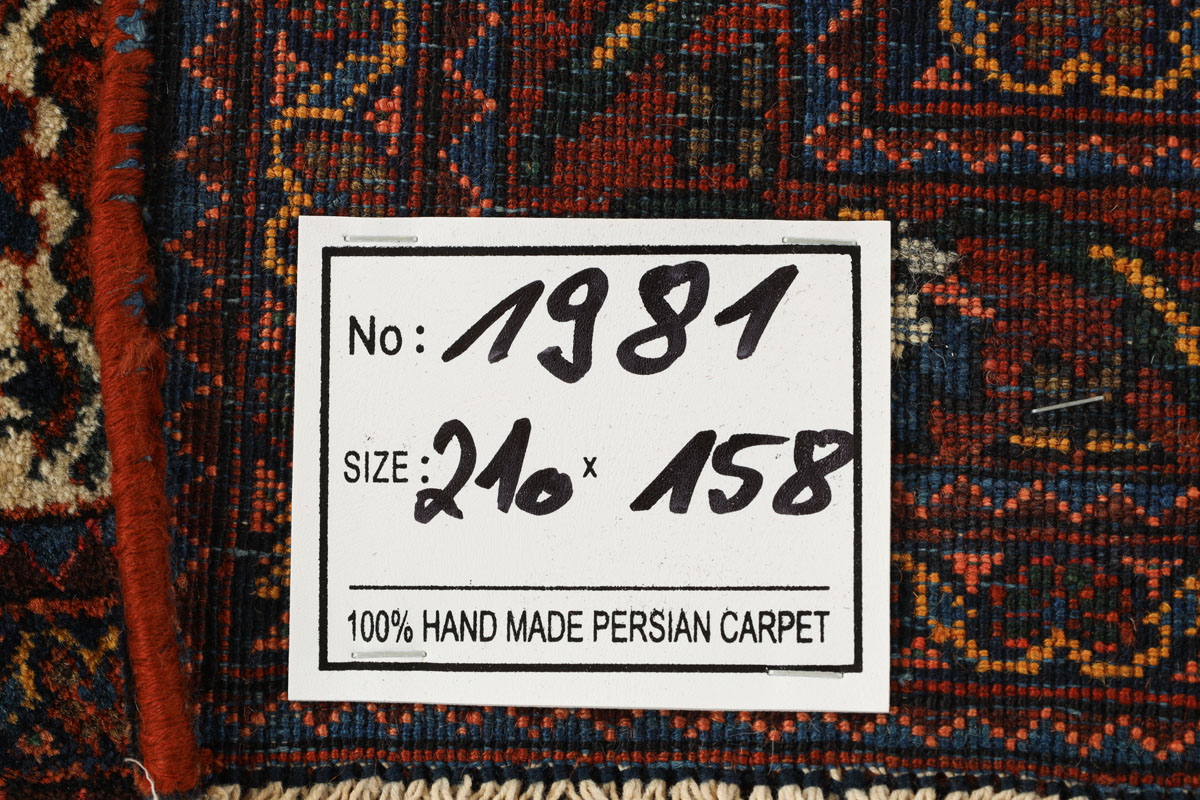 No: 1981
SIZE: 210 x 158
100% HAND MADE PERSIAN CARPET